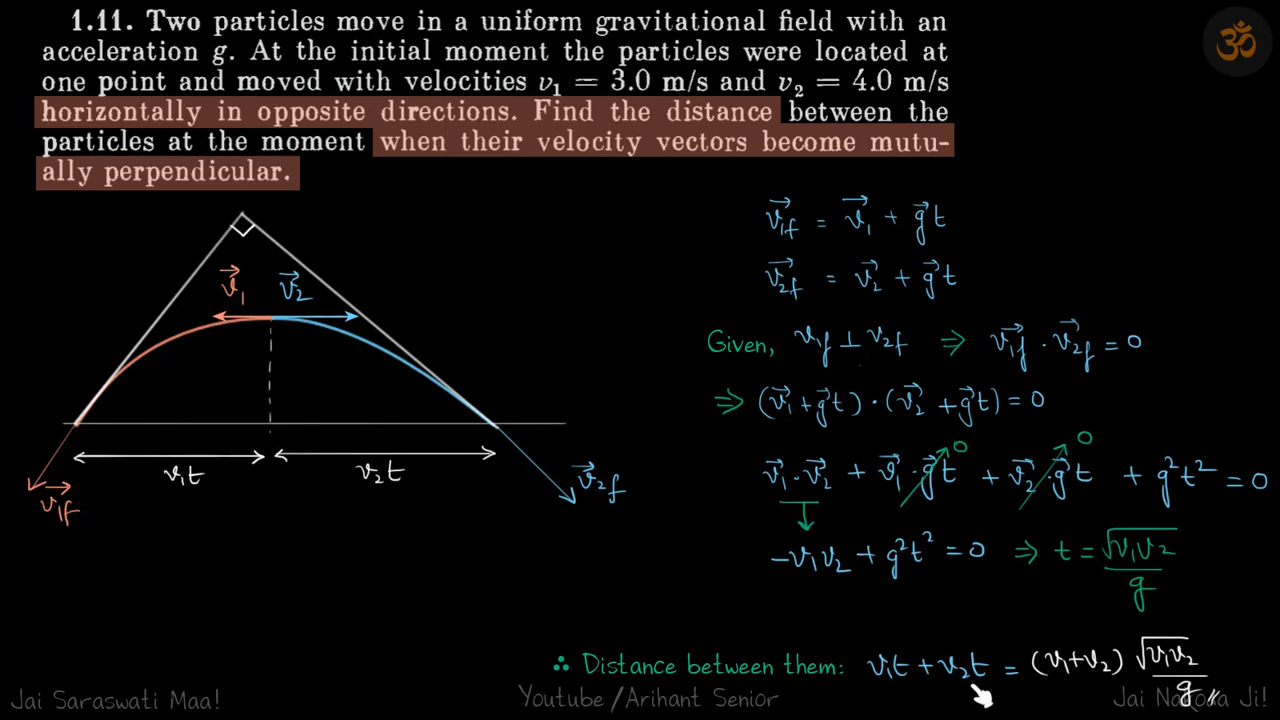 1.11. Two particles move in a uniform gravitational field with an
acceleration g. At the initial moment the particles were located at
one point and moved with velocities v₁ = 3.0 m/s and v₂ = 4.0 m/s
horizontally in opposite directions. Find the distance between the
particles at the moment when their velocity vectors become mutu-
ally perpendicular.
ॐ
v⃗₁ v⃗₂
v₁t v₂t
v⃗₁f v⃗₂f
v⃗₁f = v⃗₁ + g⃗t
v⃗₂f = v⃗₂ + g⃗t
Given, v₁f ⊥ v₂f ⇒ v⃗₁f · v⃗₂f = 0
⇒ (v⃗₁ + g⃗t) · (v⃗₂ + g⃗t) = 0
0 0
v⃗₁ · v⃗₂ + v⃗₁ · g⃗t + v⃗₂ · g⃗t + g²t² = 0
-v₁v₂ + g²t² = 0 ⇒ t = √(v₁v₂)/g
∴ Distance between them: v₁t + v₂t = (v₁+v₂) √(v₁v₂)/g //
Jai Saraswati Maa! Youtube /Arihant Senior